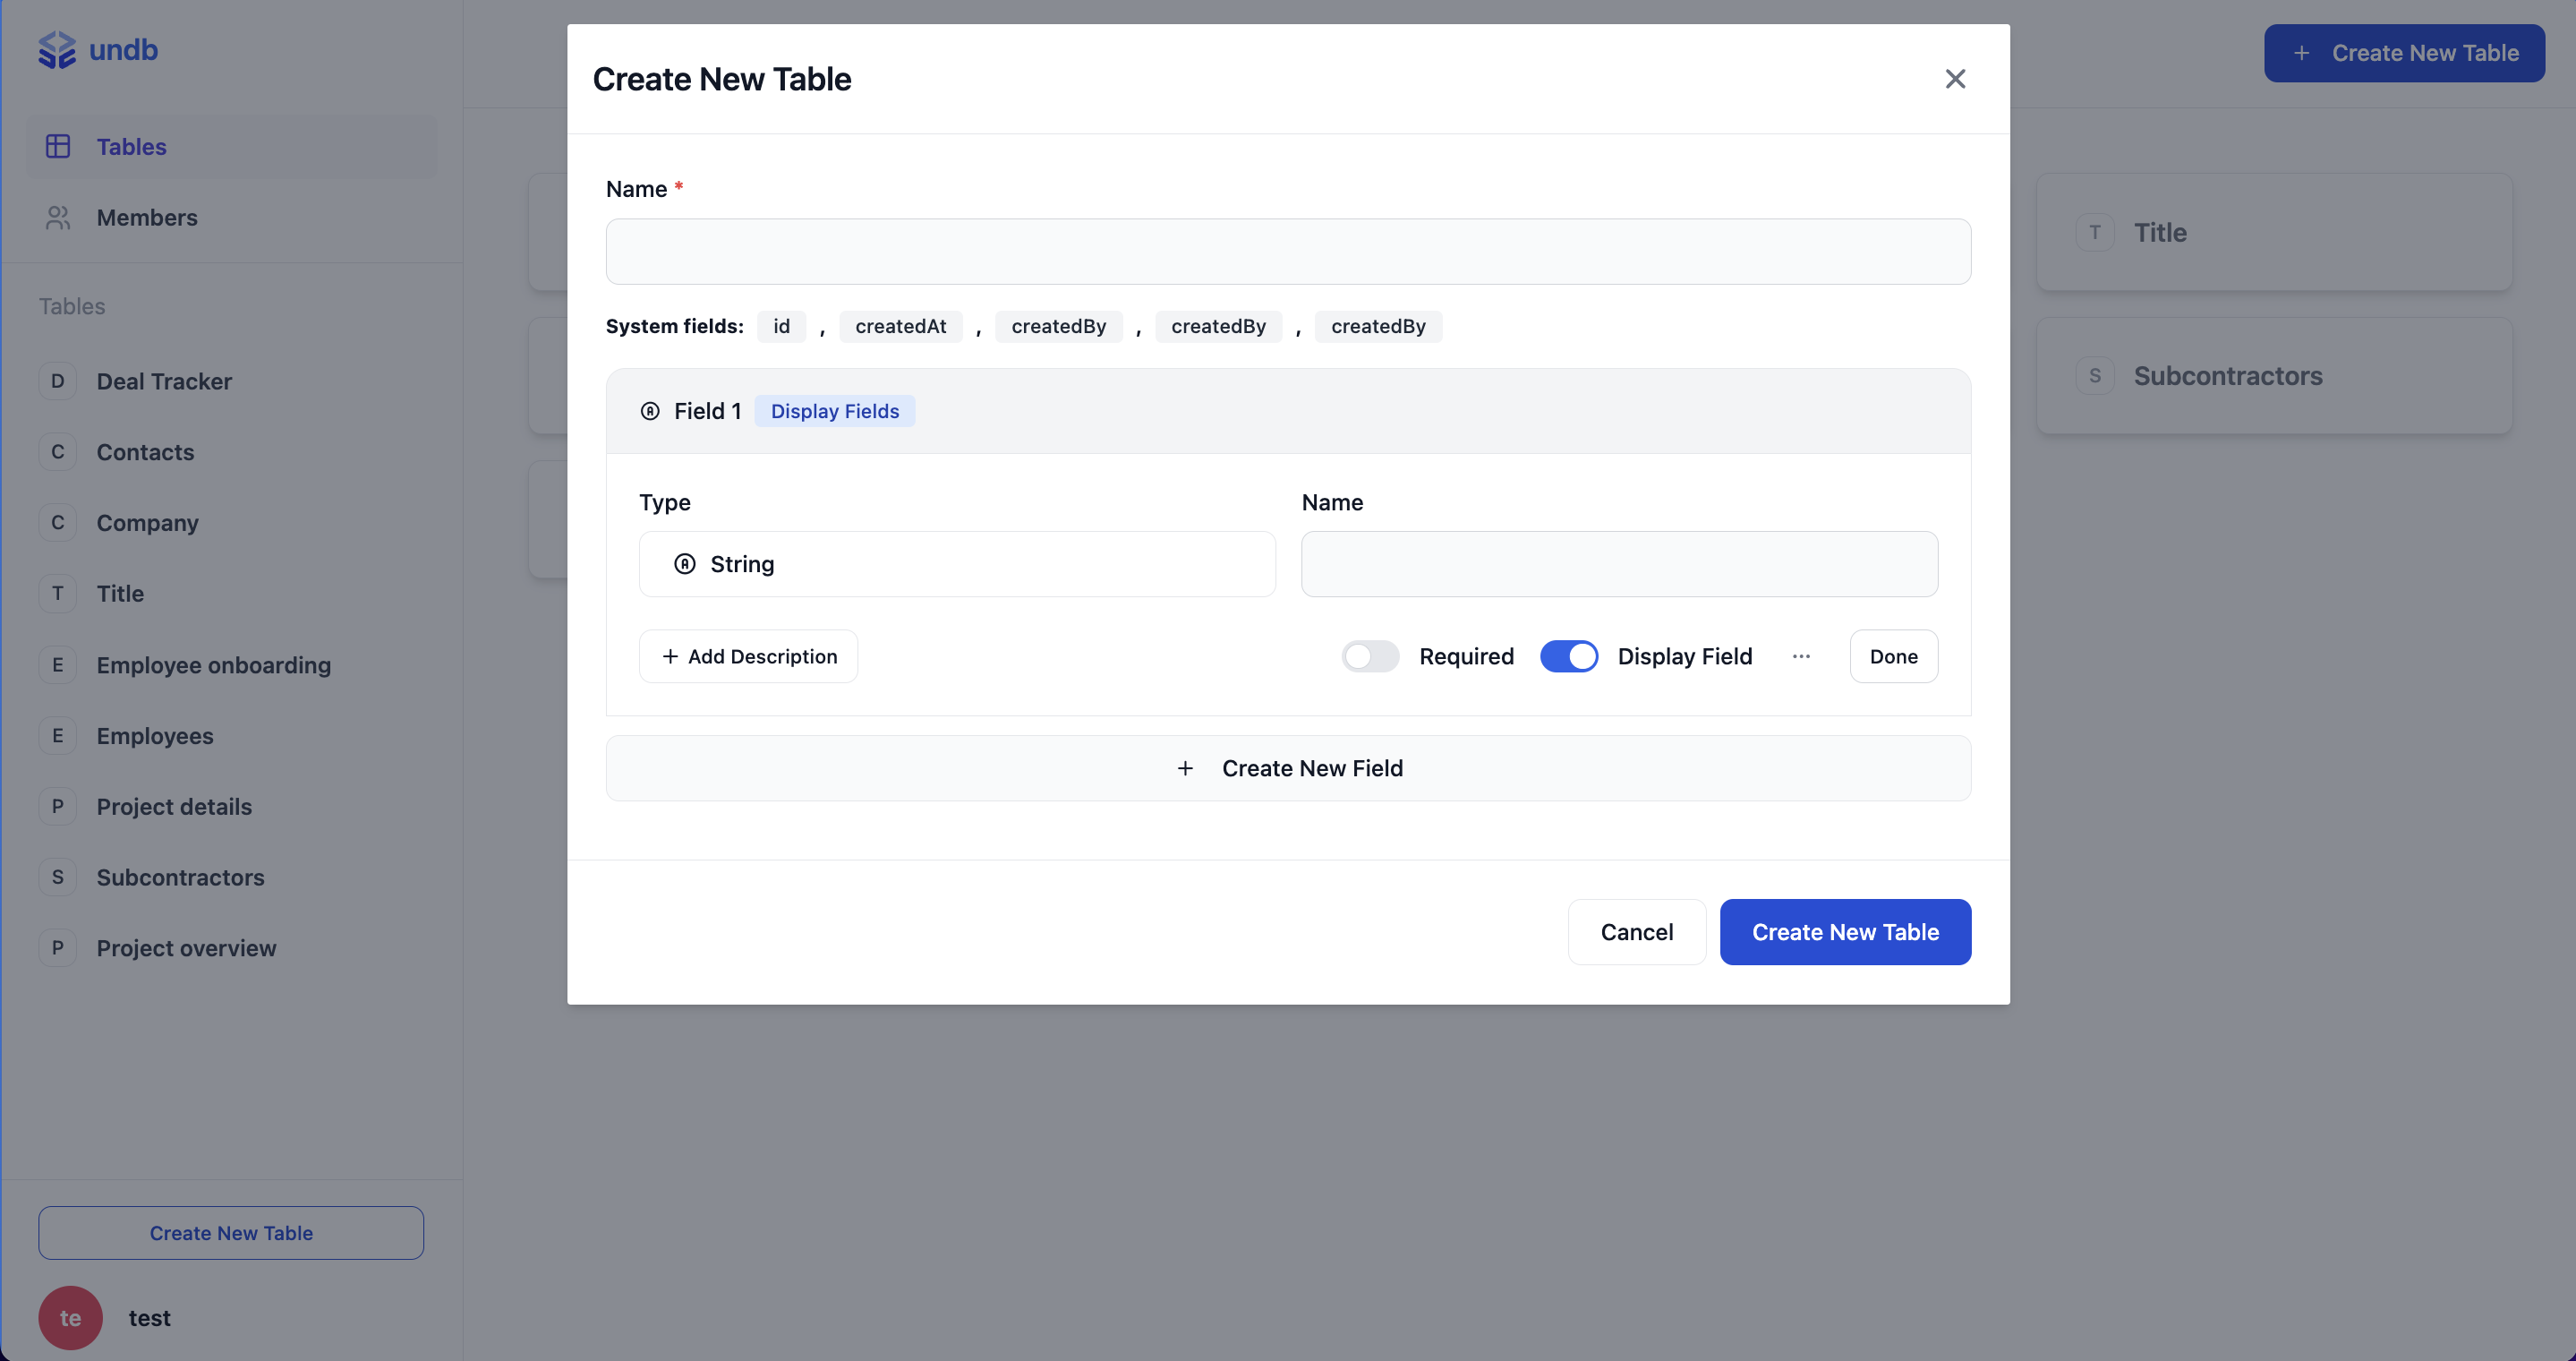 undb
Tables
Members
Tables
D Deal Tracker
C Contacts
C Company
T Title
E Employee onboarding
E Employees
P Project details
S Subcontractors
P Project overview
Create New Table
te test
+ Create New Table
T Title
S Subcontractors
Create New Table
Name *
System fields: id , createdAt , createdBy , createdBy , createdBy
Field 1 Display Fields
Type Name
String
+ Add Description Required Display Field ... Done
+ Create New Field
Cancel Create New Table